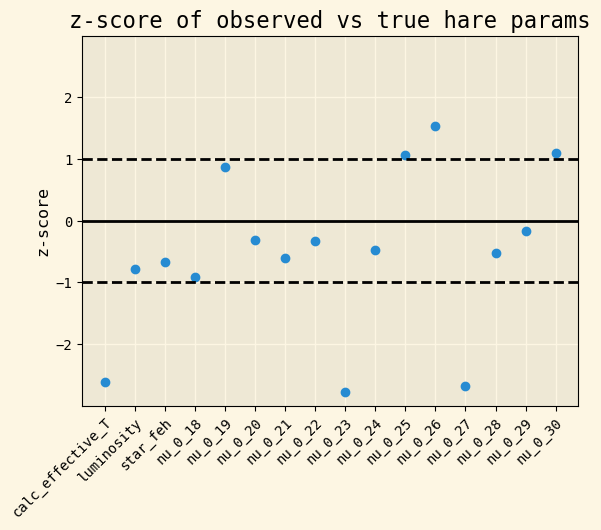 z-score of observed vs true hare params
z-score
2
1
0
−1
−2
calc_effective_T
luminosity
star_feh
nu_0_18
nu_0_19
nu_0_20
nu_0_21
nu_0_22
nu_0_23
nu_0_24
nu_0_25
nu_0_26
nu_0_27
nu_0_28
nu_0_29
nu_0_30